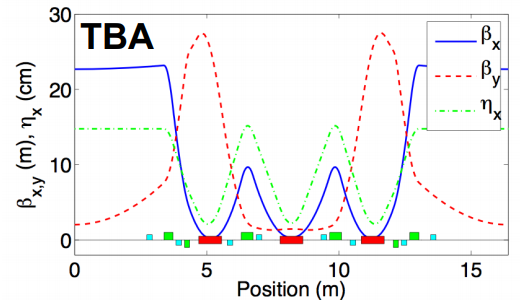 TBA
β_x
β_y
η_x
β_x,y (m), η_x (cm)
30
20
10
0
0 5 10 15
Position (m)